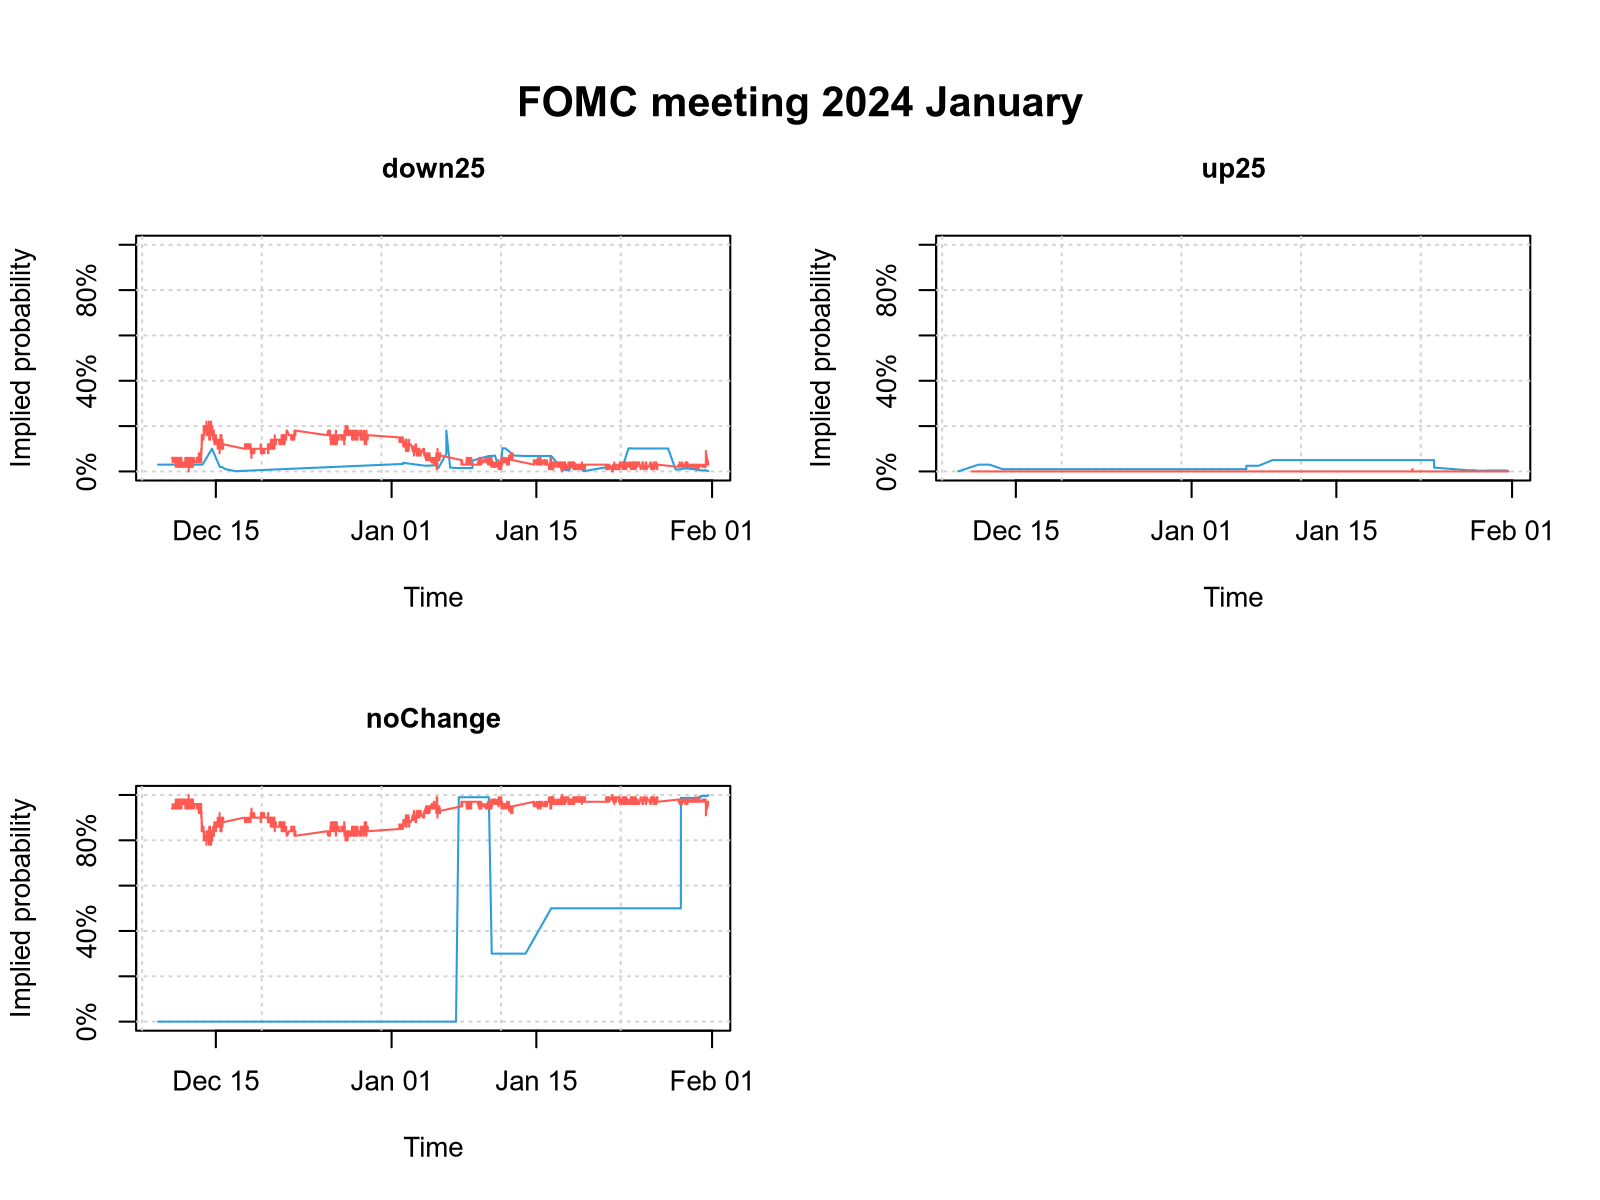 FOMC meeting 2024 January
down25
Implied probability
80%
40%
0%
Dec 15 Jan 01 Jan 15 Feb 01
Time
up25
Implied probability
80%
40%
0%
Dec 15 Jan 01 Jan 15 Feb 01
Time
noChange
Implied probability
80%
40%
0%
Dec 15 Jan 01 Jan 15 Feb 01
Time